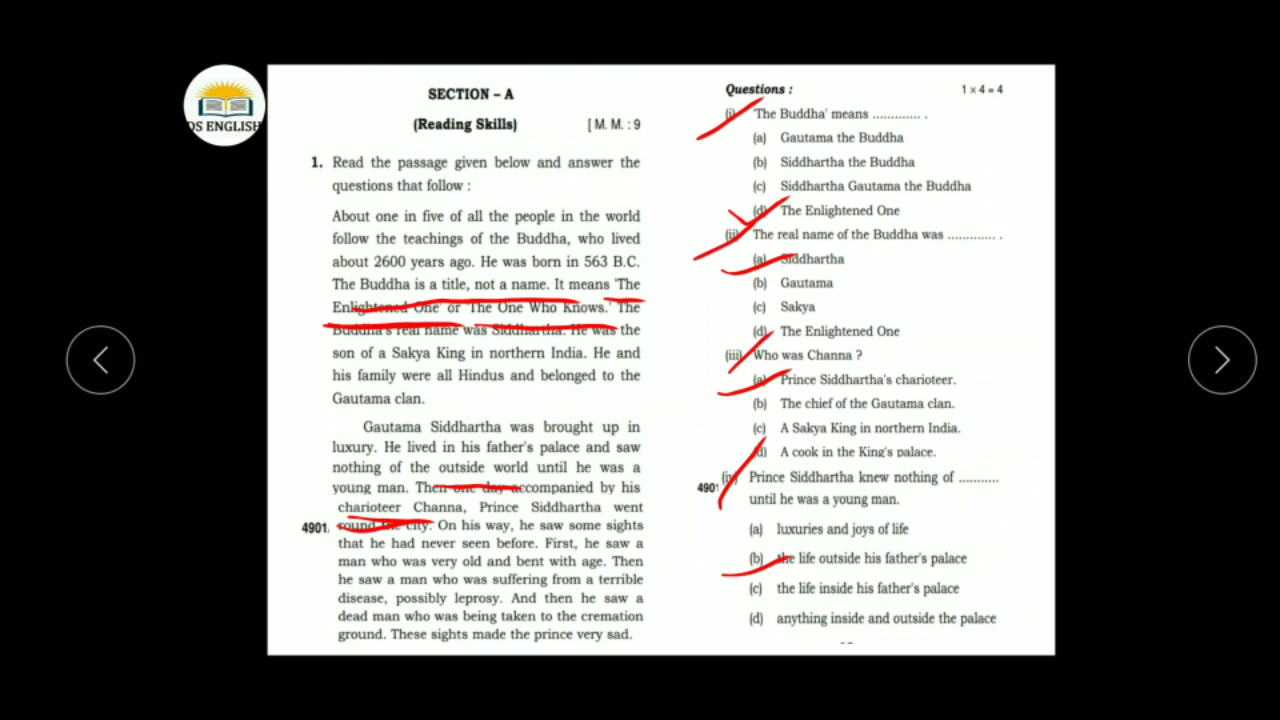 DS ENGLISH
SECTION – A
(Reading Skills) [ M. M. : 9
1. Read the passage given below and answer the
questions that follow :
About one in five of all the people in the world
follow the teachings of the Buddha, who lived
about 2600 years ago. He was born in 563 B.C.
The Buddha is a title, not a name. It means 'The
Enlightened One' or 'The One Who Knows.' The
Buddha's real name was Siddhartha. He was the
son of a Sakya King in northern India. He and
his family were all Hindus and belonged to the
Gautama clan.
Gautama Siddhartha was brought up in
luxury. He lived in his father's palace and saw
nothing of the outside world until he was a
young man. Then one day accompanied by his
charioteer Channa, Prince Siddhartha went
4901. round the city. On his way, he saw some sights
that he had never seen before. First, he saw a
man who was very old and bent with age. Then
he saw a man who was suffering from a terrible
disease, possibly leprosy. And then he saw a
dead man who was being taken to the cremation
ground. These sights made the prince very sad.
Questions : 1 × 4 = 4
(i) 'The Buddha' means ............. .
(a) Gautama the Buddha
(b) Siddhartha the Buddha
(c) Siddhartha Gautama the Buddha
(d) The Enlightened One
(ii) The real name of the Buddha was ............. .
(a) Siddhartha
(b) Gautama
(c) Sakya
(d) The Enlightened One
(iii) Who was Channa ?
(a) Prince Siddhartha's charioteer.
(b) The chief of the Gautama clan.
(c) A Sakya King in northern India.
(d) A cook in the King's palace.
4901 (iv) Prince Siddhartha knew nothing of ...........
until he was a young man.
(a) luxuries and joys of life
(b) the life outside his father's palace
(c) the life inside his father's palace
(d) anything inside and outside the palace